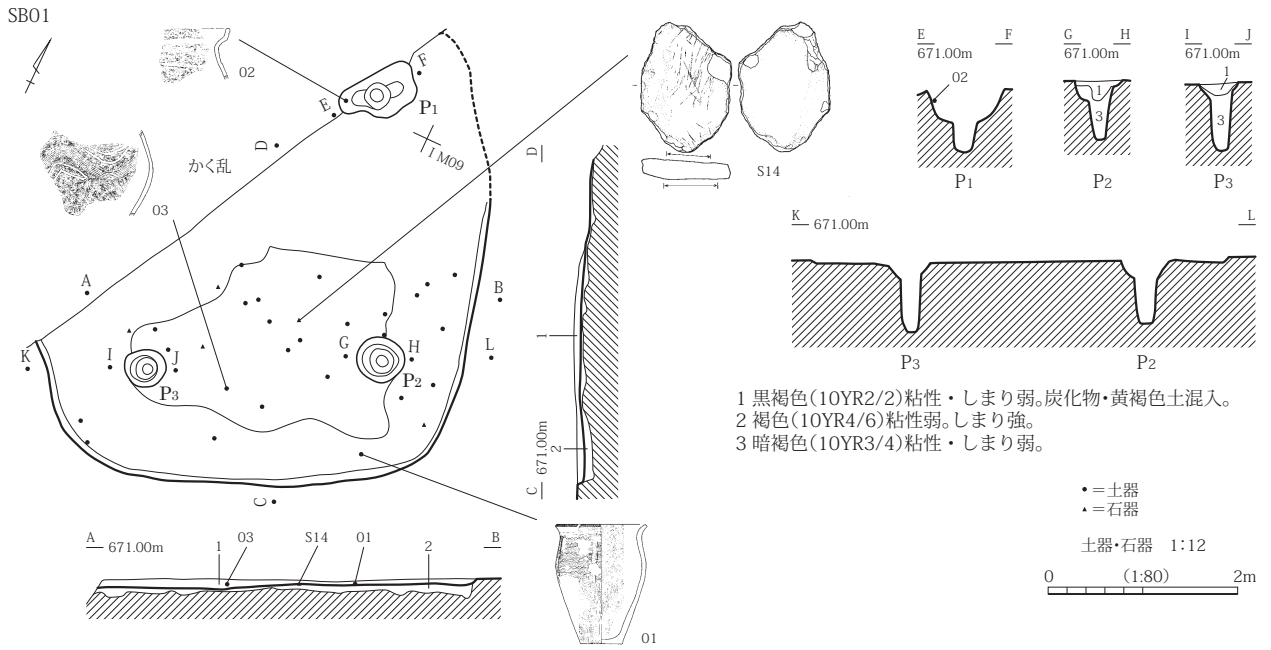 SB01
02
F
E
P1
I M09
D
かく乱
03
A
B
K
I
J
P3
G
H
P2
L
C
A 671.00m B
1
03
S14
01
2
D
1
2
C 671.00m
01
S14
E F
671.00m
02
P1
G H
671.00m
1
3
P2
I J
671.00m
1
3
P3
K 671.00m L
P3
P2
1 黒褐色(10YR2/2)粘性・しまり弱。炭化物・黄褐色土混入。
2 褐色(10YR4/6)粘性弱。しまり強。
3 暗褐色(10YR3/4)粘性・しまり弱。
•=土器
▲=石器
土器・石器 1:12
0 (1:80) 2m